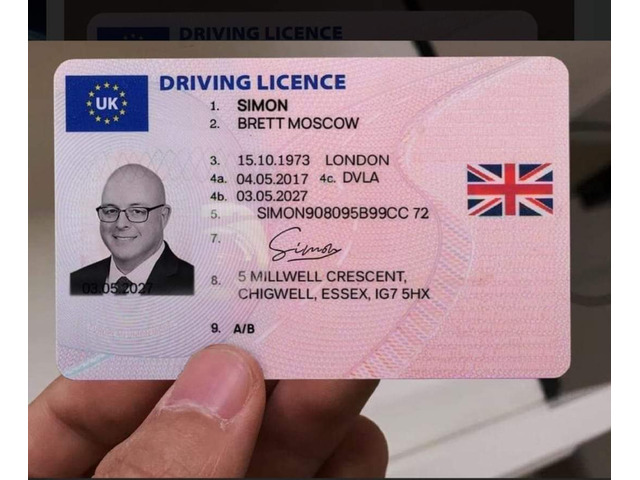 DRIVING LICENCE
UK
1. SIMON
2. BRETT MOSCOW
3. 15.10.1973 LONDON
4a. 04.05.2017 4c. DVLA
4b. 03.05.2027
5. SIMON908095B99CC 72
7. Simon
03.05.2027
8. 5 MILLWELL CRESCENT,
CHIGWELL, ESSEX, IG7 5HX
9. A/B